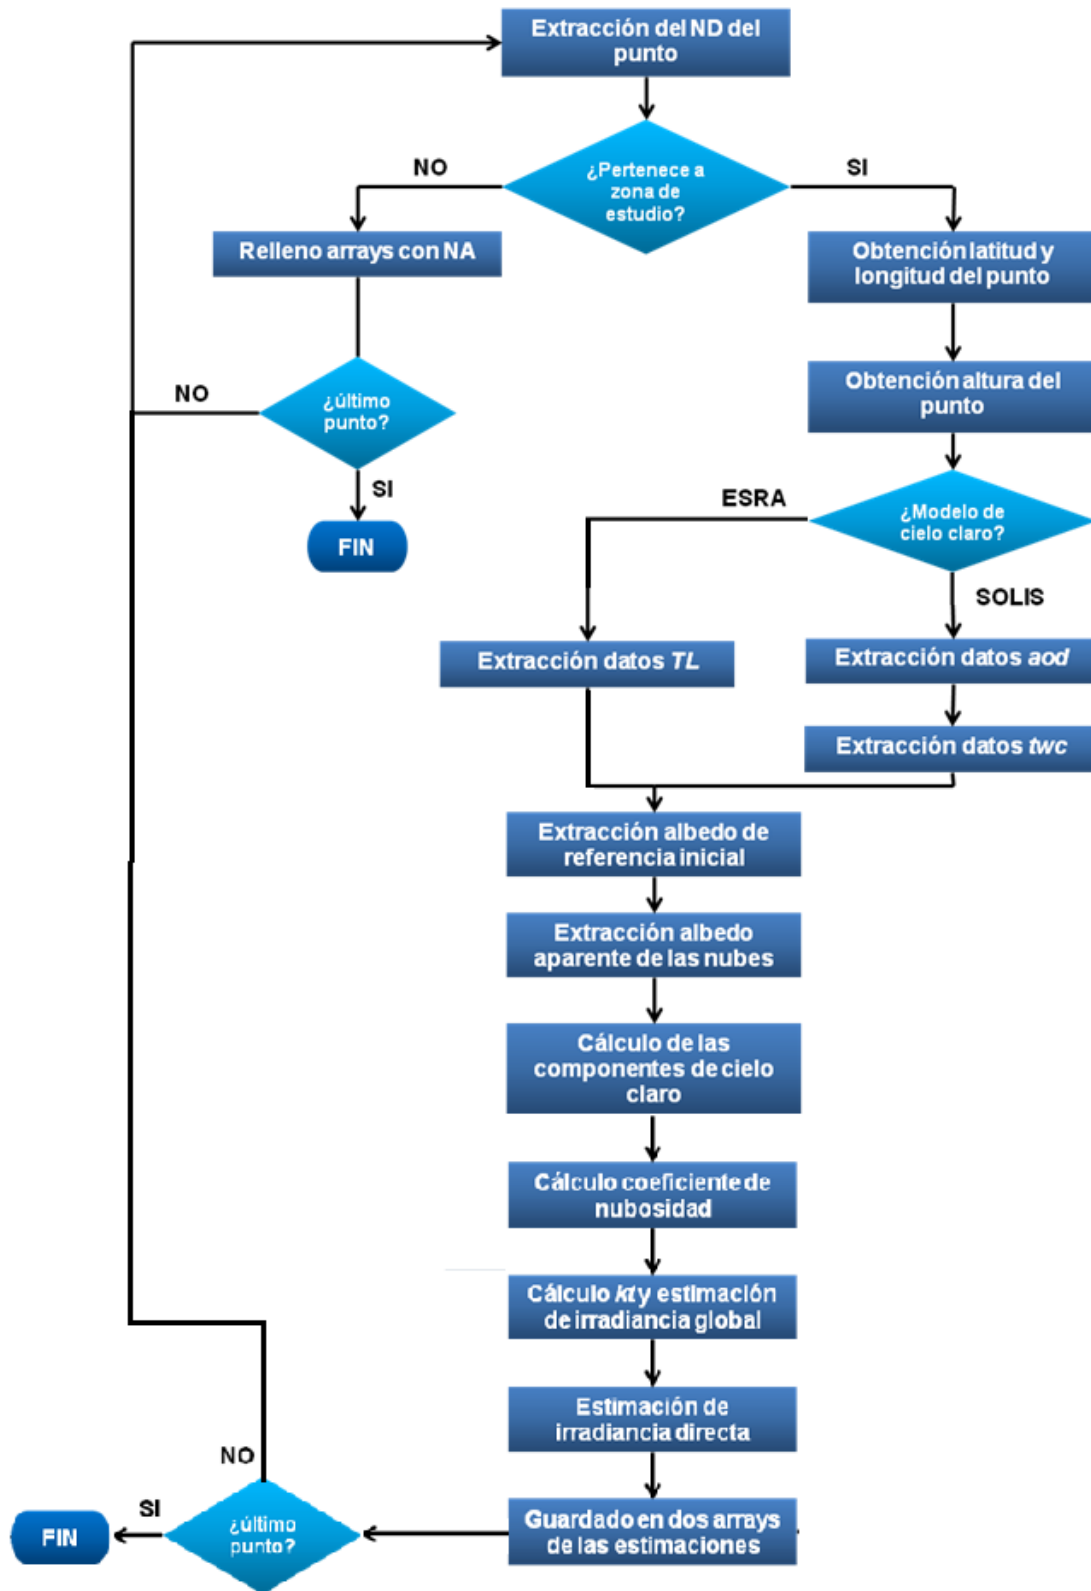 Extracción del ND del
punto
¿Pertenece a
zona de
estudio?
NO
SI
Relleno arrays con NA
Obtención latitud y
longitud del punto
¿último
punto?
NO
SI
FIN
Obtención altura del
punto
¿Modelo de
cielo claro?
ESRA
SOLIS
Extracción datos TL
Extracción datos aod
Extracción datos twc
Extracción albedo de
referencia inicial
Extracción albedo
aparente de las nubes
Cálculo de las
componentes de cielo
claro
Cálculo coeficiente de
nubosidad
Cálculo kt y estimación
de irradiancia global
Estimación de
irradiancia directa
Guardado en dos arrays
de las estimaciones
¿último
punto?
NO
SI
FIN